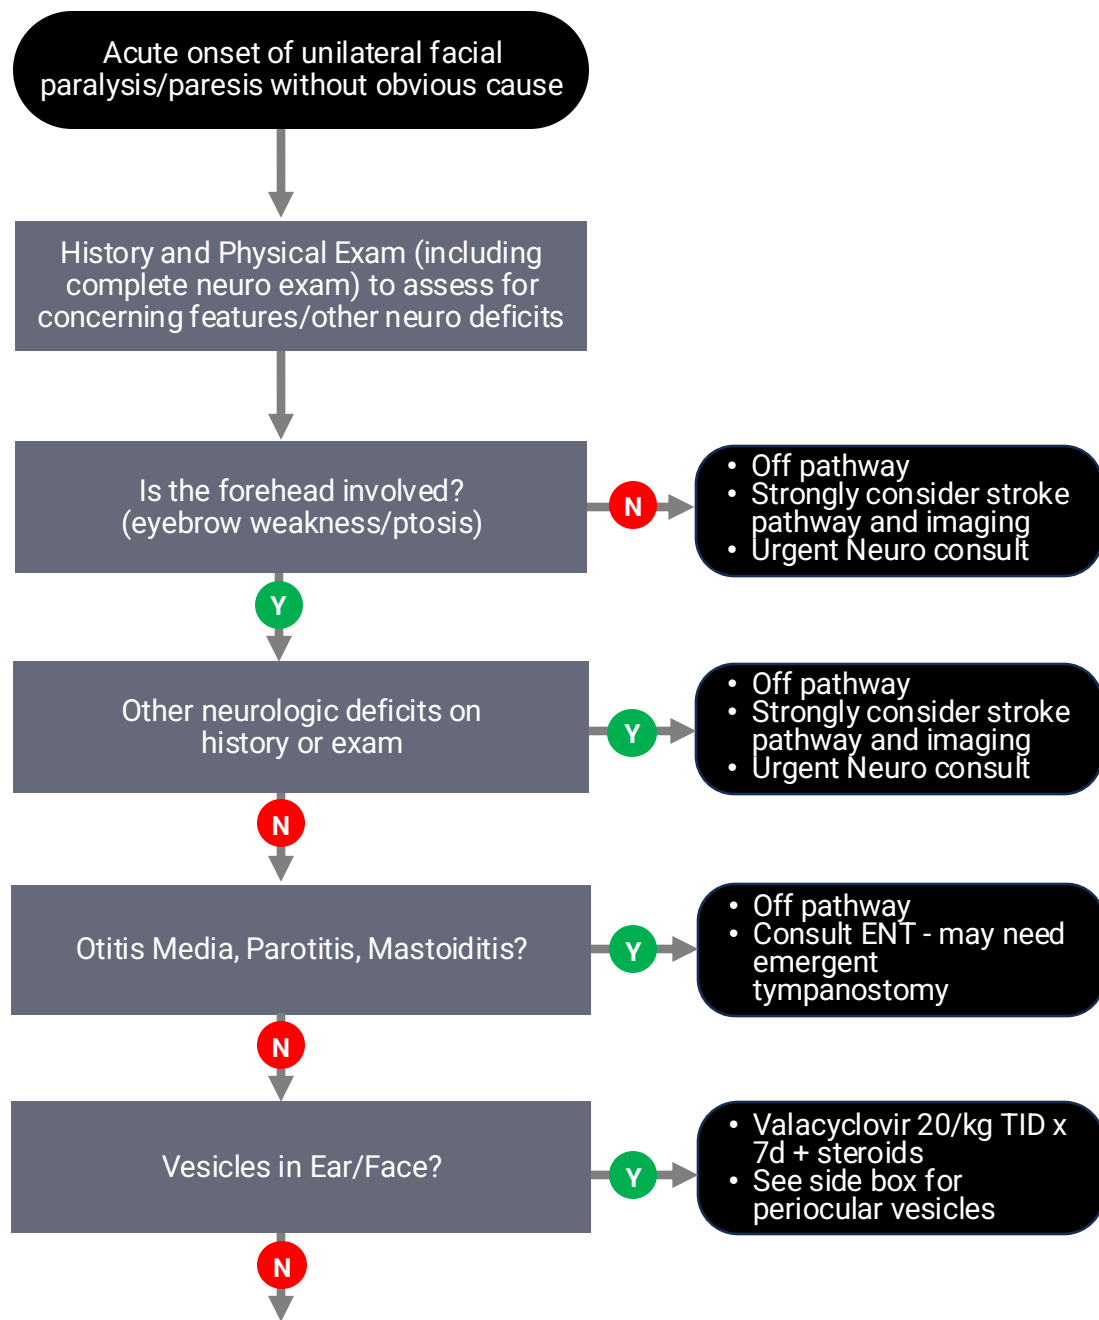 Acute onset of unilateral facial
paralysis/paresis without obvious cause
History and Physical Exam (including
complete neuro exam) to assess for
concerning features/other neuro deficits
Is the forehead involved?
(eyebrow weakness/ptosis)
N
• Off pathway
• Strongly consider stroke
pathway and imaging
• Urgent Neuro consult
Y
Other neurologic deficits on
history or exam
Y
• Off pathway
• Strongly consider stroke
pathway and imaging
• Urgent Neuro consult
N
Otitis Media, Parotitis, Mastoiditis?
Y
• Off pathway
• Consult ENT - may need
emergent
tympanostomy
N
Vesicles in Ear/Face?
Y
• Valacyclovir 20/kg TID x
7d + steroids
• See side box for
periocular vesicles
N